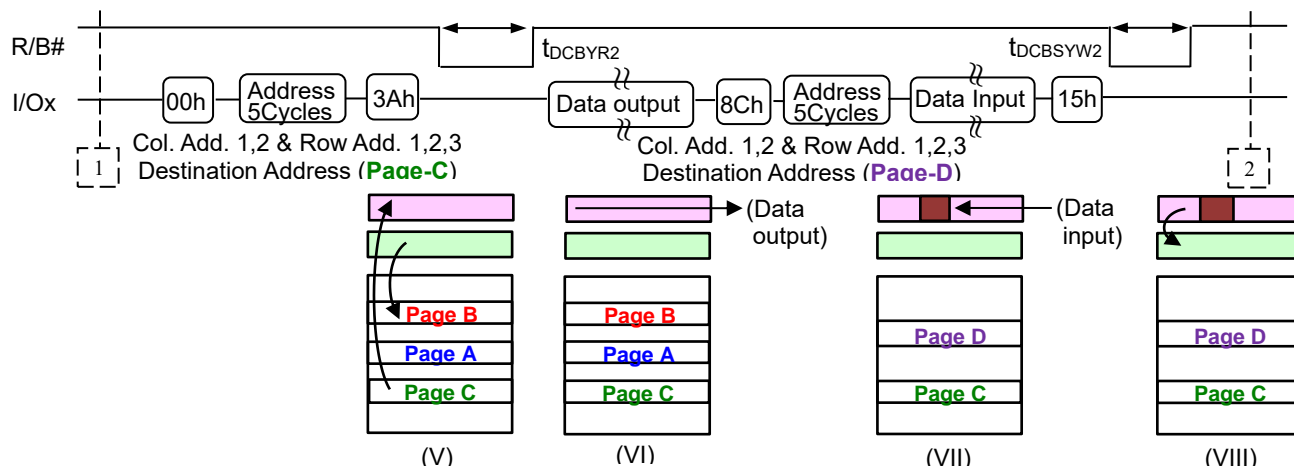 R/B#
tDCBYR2
tDCBSYW2
I/Ox
00h
Address
5Cycles
3Ah
Data output
8Ch
Address
5Cycles
Data Input
15h
1
Col. Add. 1,2 & Row Add. 1,2,3
Destination Address (Page-C)
Col. Add. 1,2 & Row Add. 1,2,3
Destination Address (Page-D)
2
(Data
output)
(Data
input)
Page B
Page A
Page C
Page B
Page A
Page C
Page D
Page C
Page D
Page C
(V)
(VI)
(VII)
(VIII)